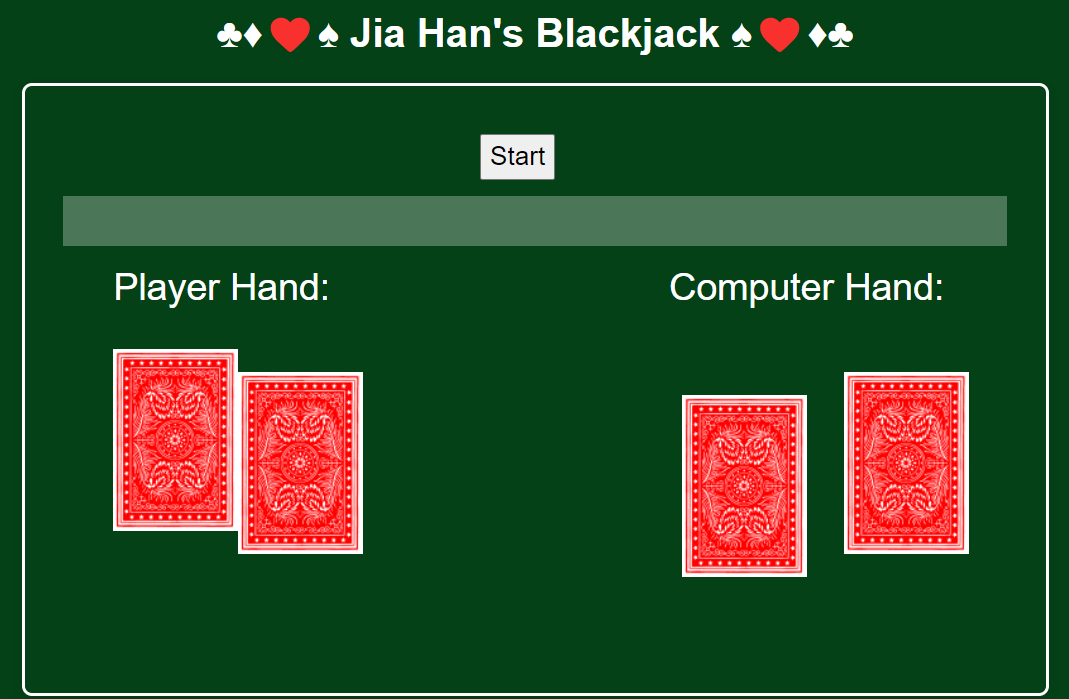 ♣♦❤️♠ Jia Han's Blackjack ♠❤️♦♣
Start
Player Hand:
Computer Hand: